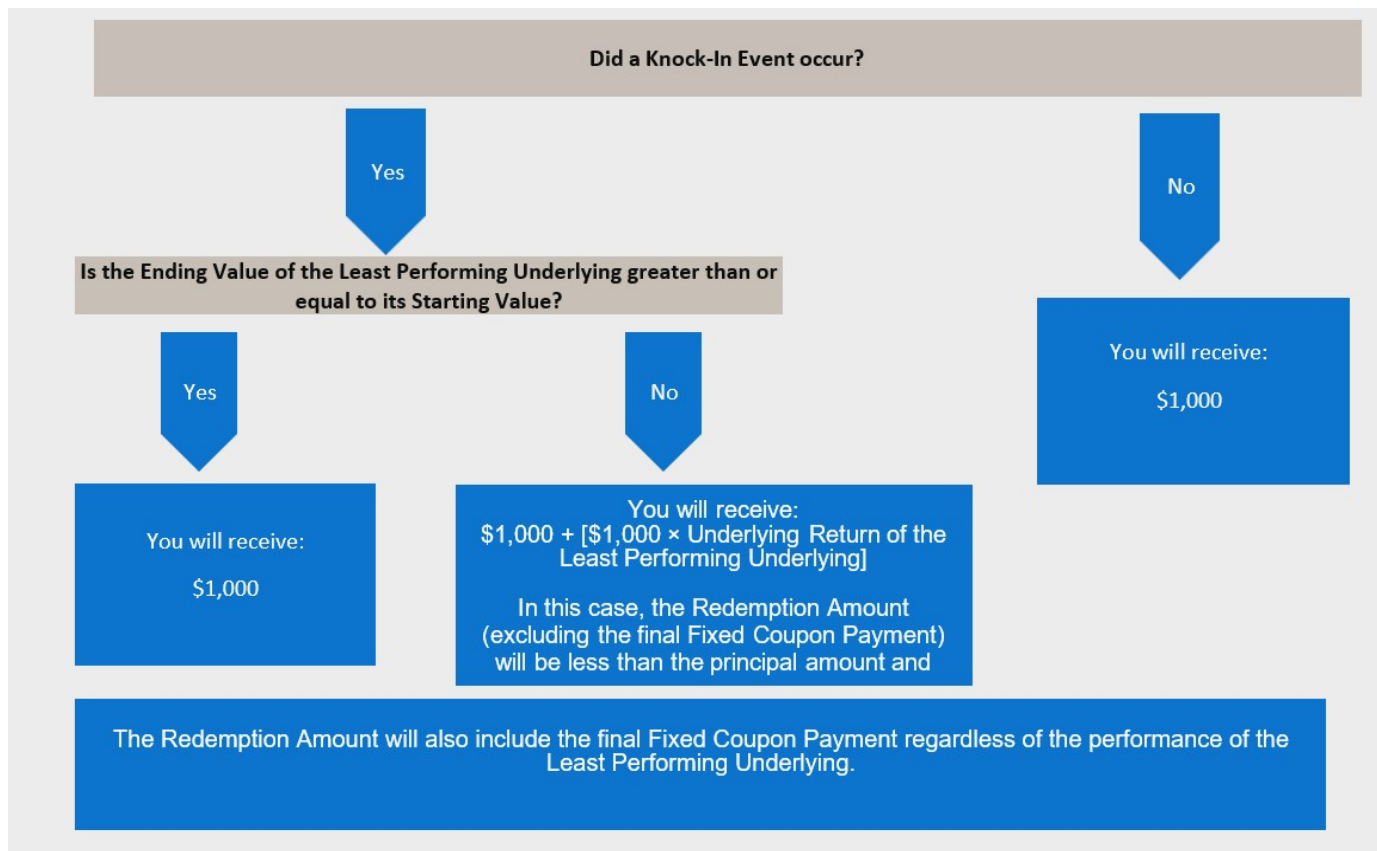 Did a Knock-In Event occur?
Yes
No
Is the Ending Value of the Least Performing Underlying greater than or
equal to its Starting Value?
Yes
No
You will receive:
$1,000
You will receive:
$1,000
You will receive:
$1,000 + [$1,000 × Underlying Return of the
Least Performing Underlying]
In this case, the Redemption Amount
(excluding the final Fixed Coupon Payment)
will be less than the principal amount and
The Redemption Amount will also include the final Fixed Coupon Payment regardless of the performance of the
Least Performing Underlying.